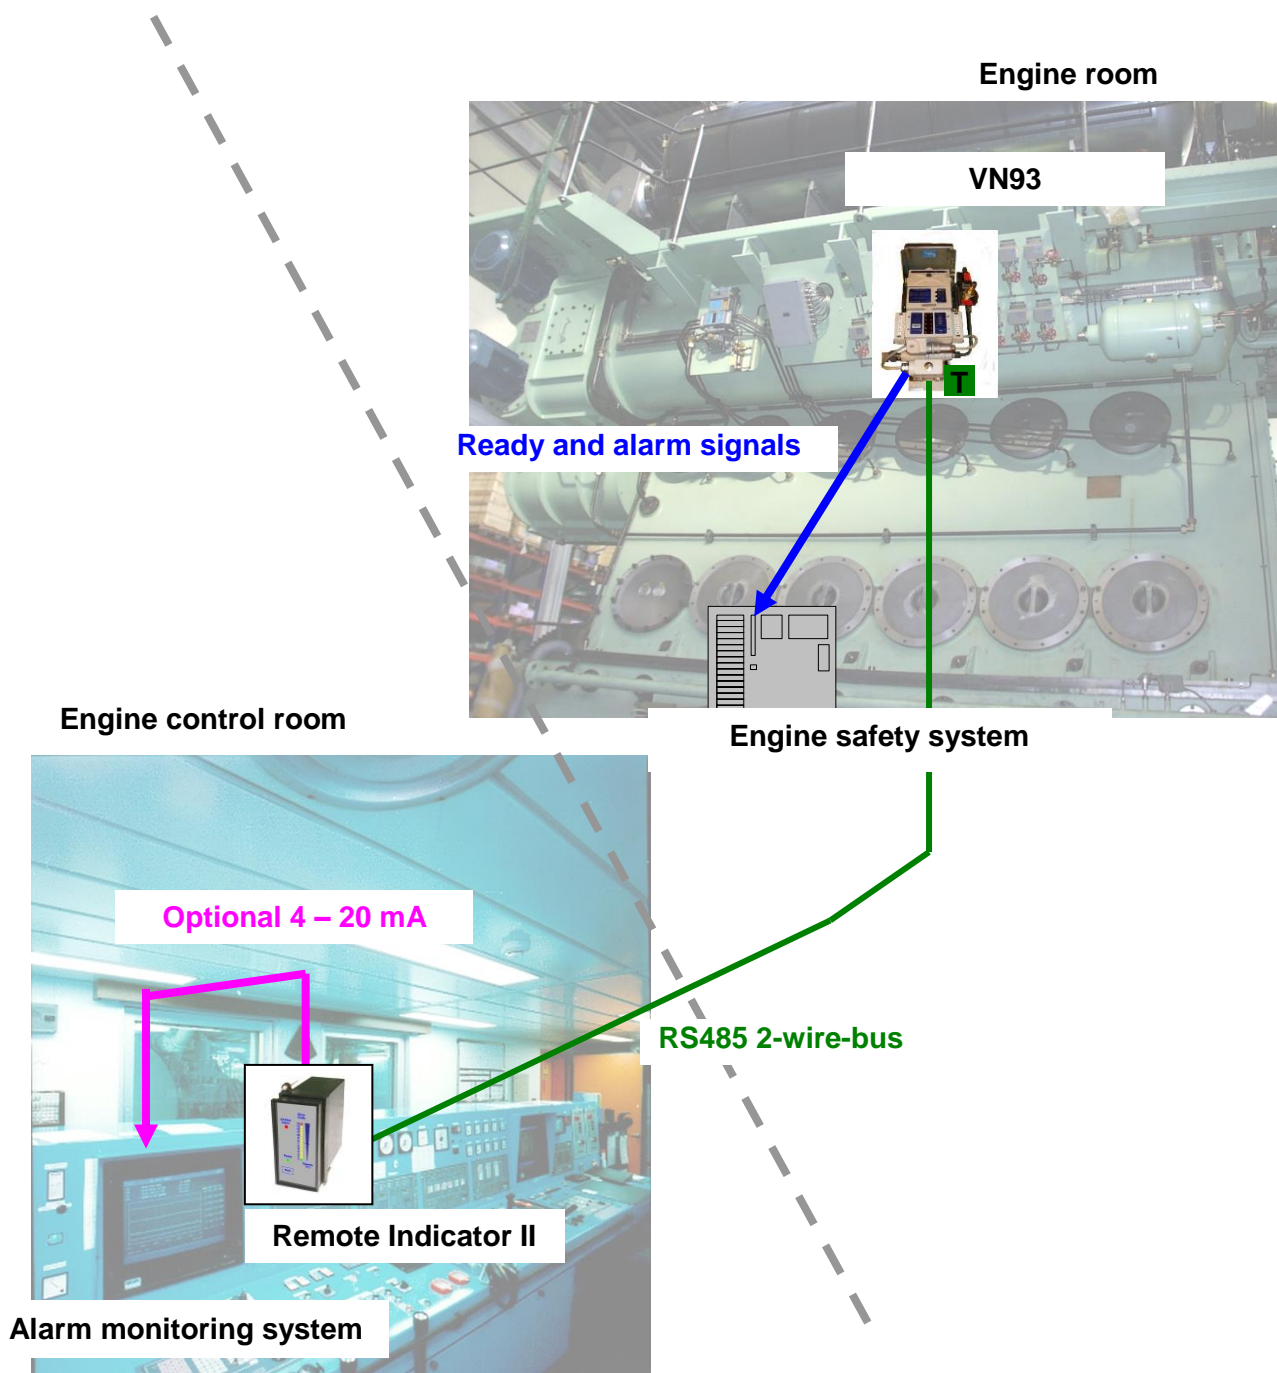 Engine room
VN93
T
Ready and alarm signals
Engine control room
Engine safety system
Optional 4 – 20 mA
RS485 2-wire-bus
Remote Indicator II
Alarm monitoring system